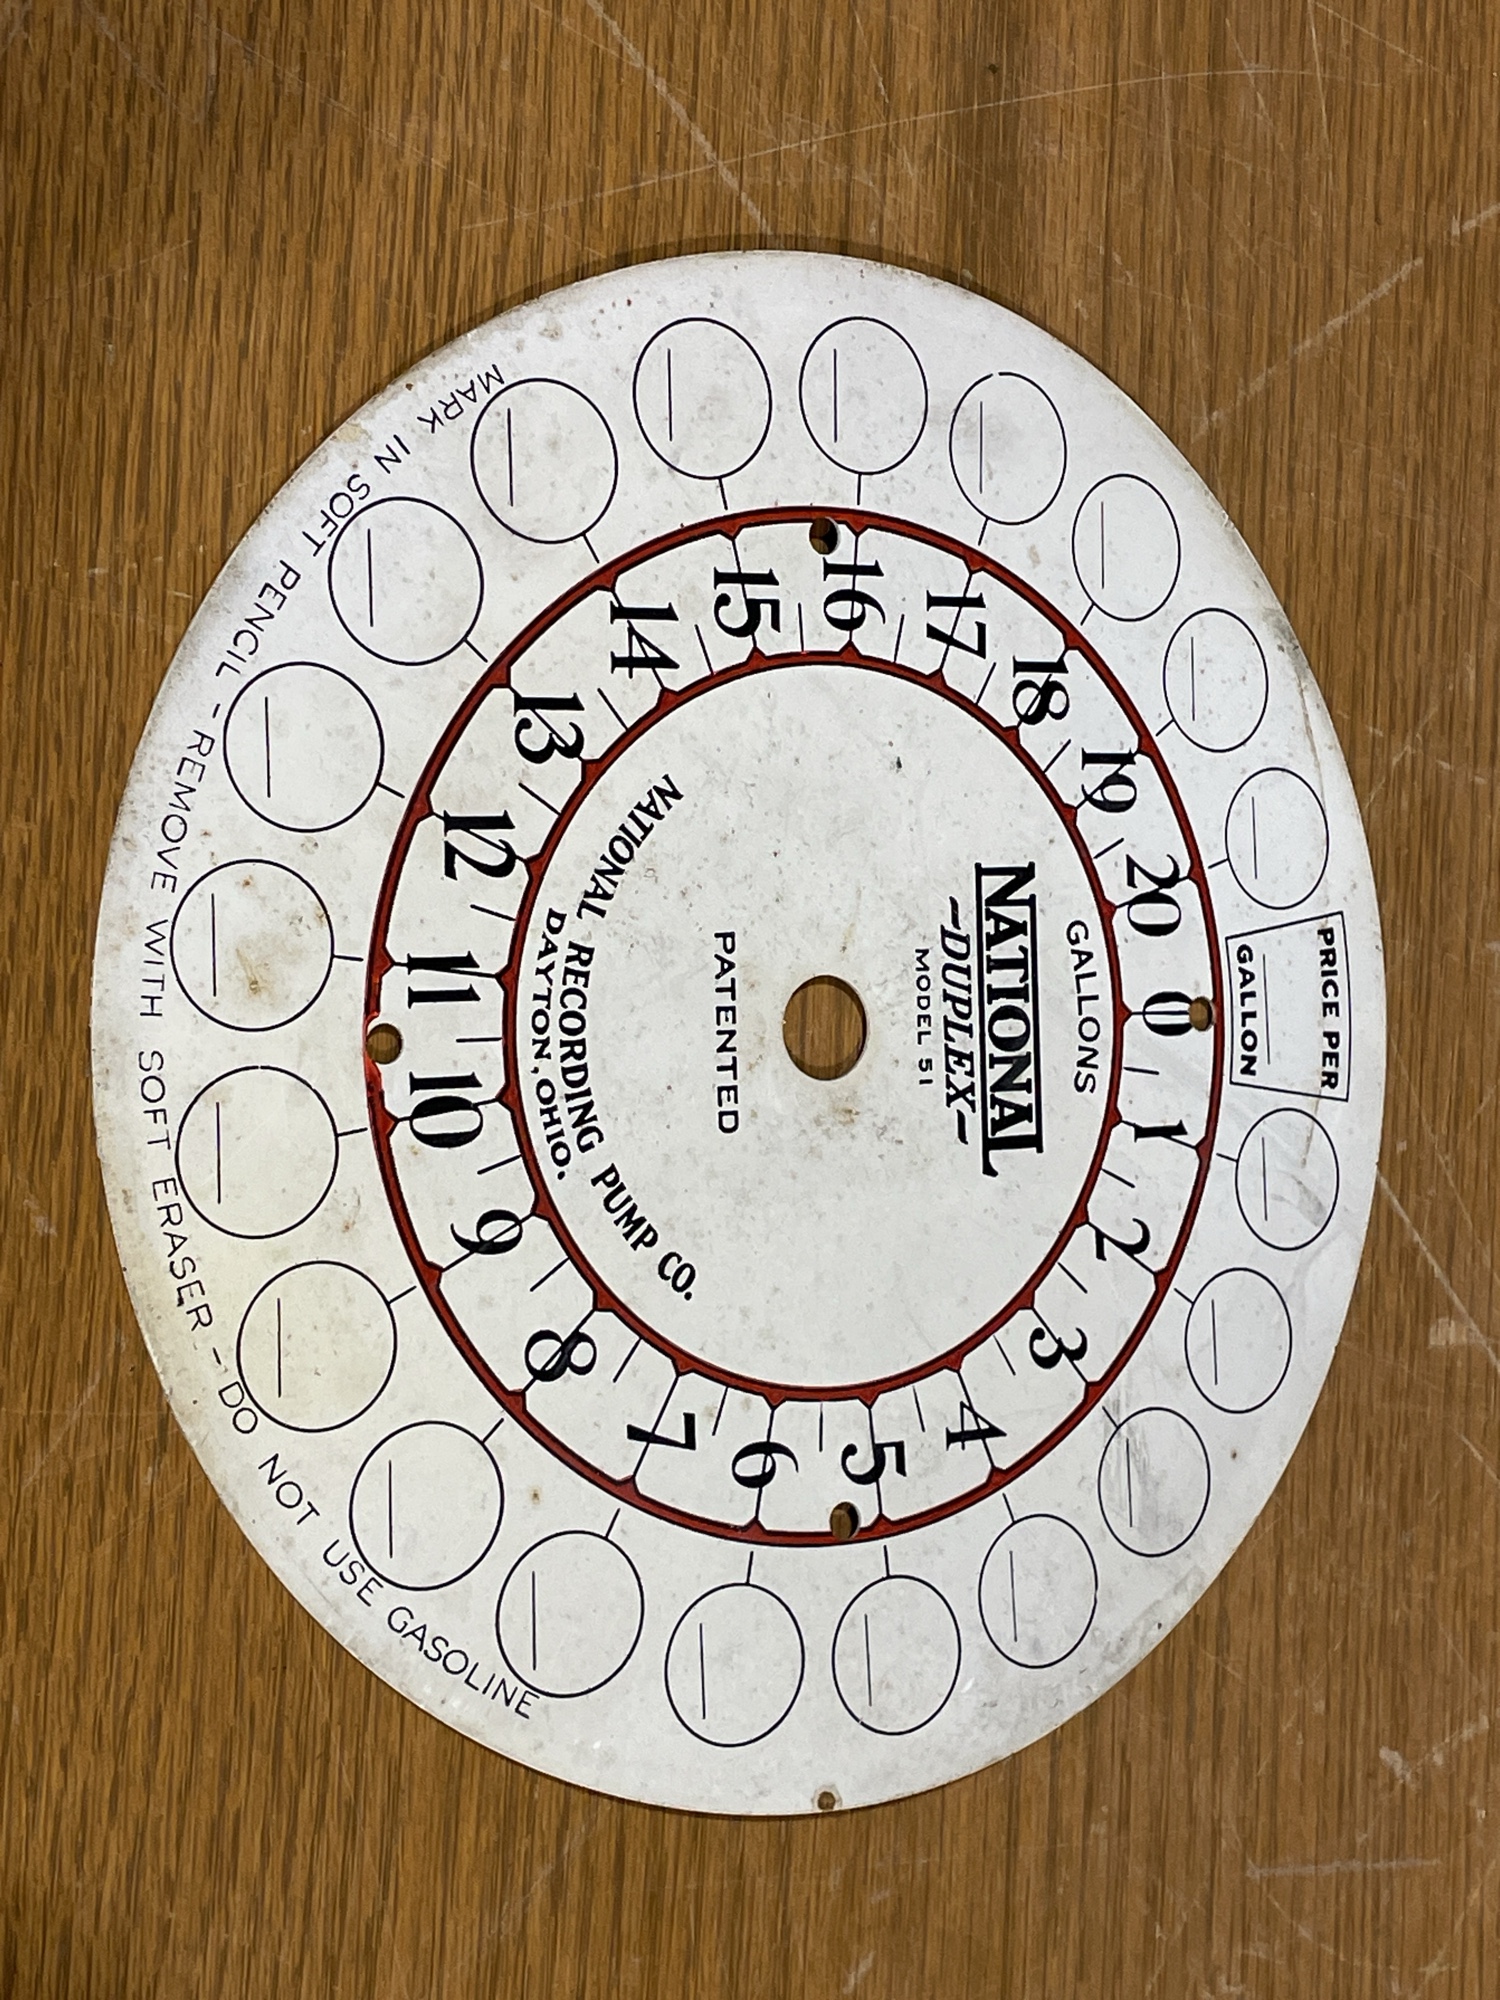 PRICE PER
GALLON
0
1
2
3
4
5
6
7
8
9
10
11
12
13
14
15
16
17
18
19
20
GALLONS
NATIONAL
~DUPLEX~
MODEL 51
PATENTED
NATIONAL RECORDING PUMP CO.
DAYTON, OHIO.
MARK IN SOFT PENCIL - REMOVE WITH SOFT ERASER - DO NOT USE GASOLINE